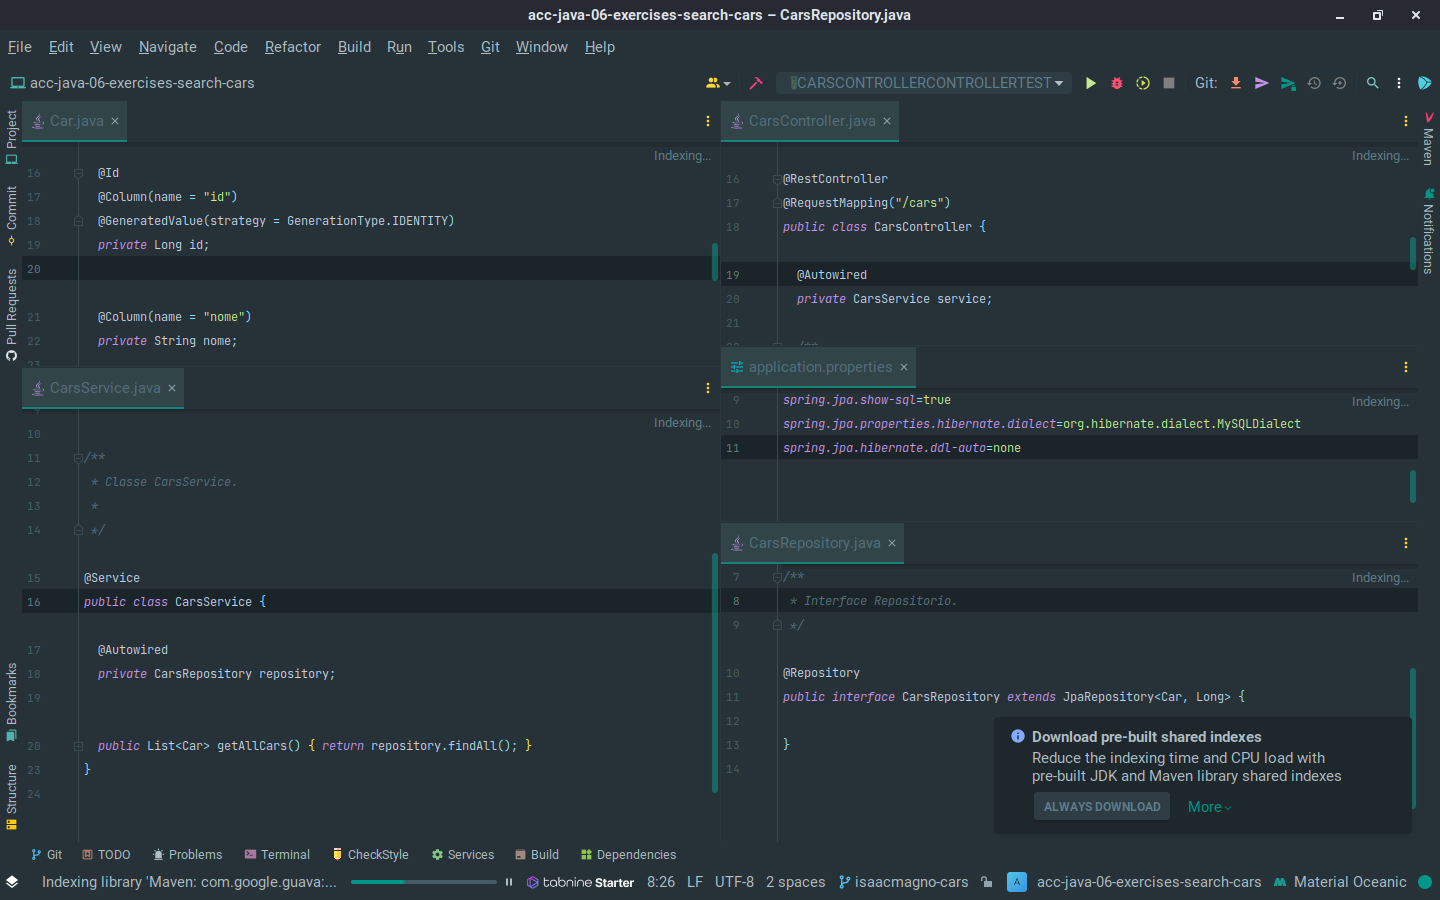 acc-java-06-exercises-search-cars – CarsRepository.java
File Edit View Navigate Code Refactor Build Run Tools Git Window Help
acc-java-06-exercises-search-cars
CARSCONTROLLERCONTROLLERTEST
Git:
Project
Commit
Pull Requests
Bookmarks
Structure
Car.java
Indexing...
16 @Id
17 @Column(name = "id")
18 @GeneratedValue(strategy = GenerationType.IDENTITY)
19 private Long id;
20
21 @Column(name = "nome")
22 private String nome;
23
CarsService.java
Indexing...
9
10
11 /**
12 * Classe CarsService.
13 *
14 */
15 @Service
16 public class CarsService {
17 @Autowired
18 private CarsRepository repository;
19
20 public List<Car> getAllCars() { return repository.findAll(); }
23 }
24
CarsController.java
Indexing...
16 @RestController
17 @RequestMapping("/cars")
18 public class CarsController {
19 @Autowired
20 private CarsService service;
21
22 /**
application.properties
Indexing...
9 spring.jpa.show-sql=true
10 spring.jpa.properties.hibernate.dialect=org.hibernate.dialect.MySQLDialect
11 spring.jpa.hibernate.ddl-auto=none
CarsRepository.java
Indexing...
7 /**
8 * Interface Repositorio.
9 */
10 @Repository
11 public interface CarsRepository extends JpaRepository<Car, Long> {
12
13 }
14
Download pre-built shared indexes
Reduce the indexing time and CPU load with
pre-built JDK and Maven library shared indexes
ALWAYS DOWNLOAD More
Maven
Notifications
Git TODO Problems Terminal CheckStyle Services Build Dependencies
Indexing library 'Maven: com.google.guava:... tabnine Starter 8:26 LF UTF-8 2 spaces isaacmagno-cars A acc-java-06-exercises-search-cars Material Oceanic